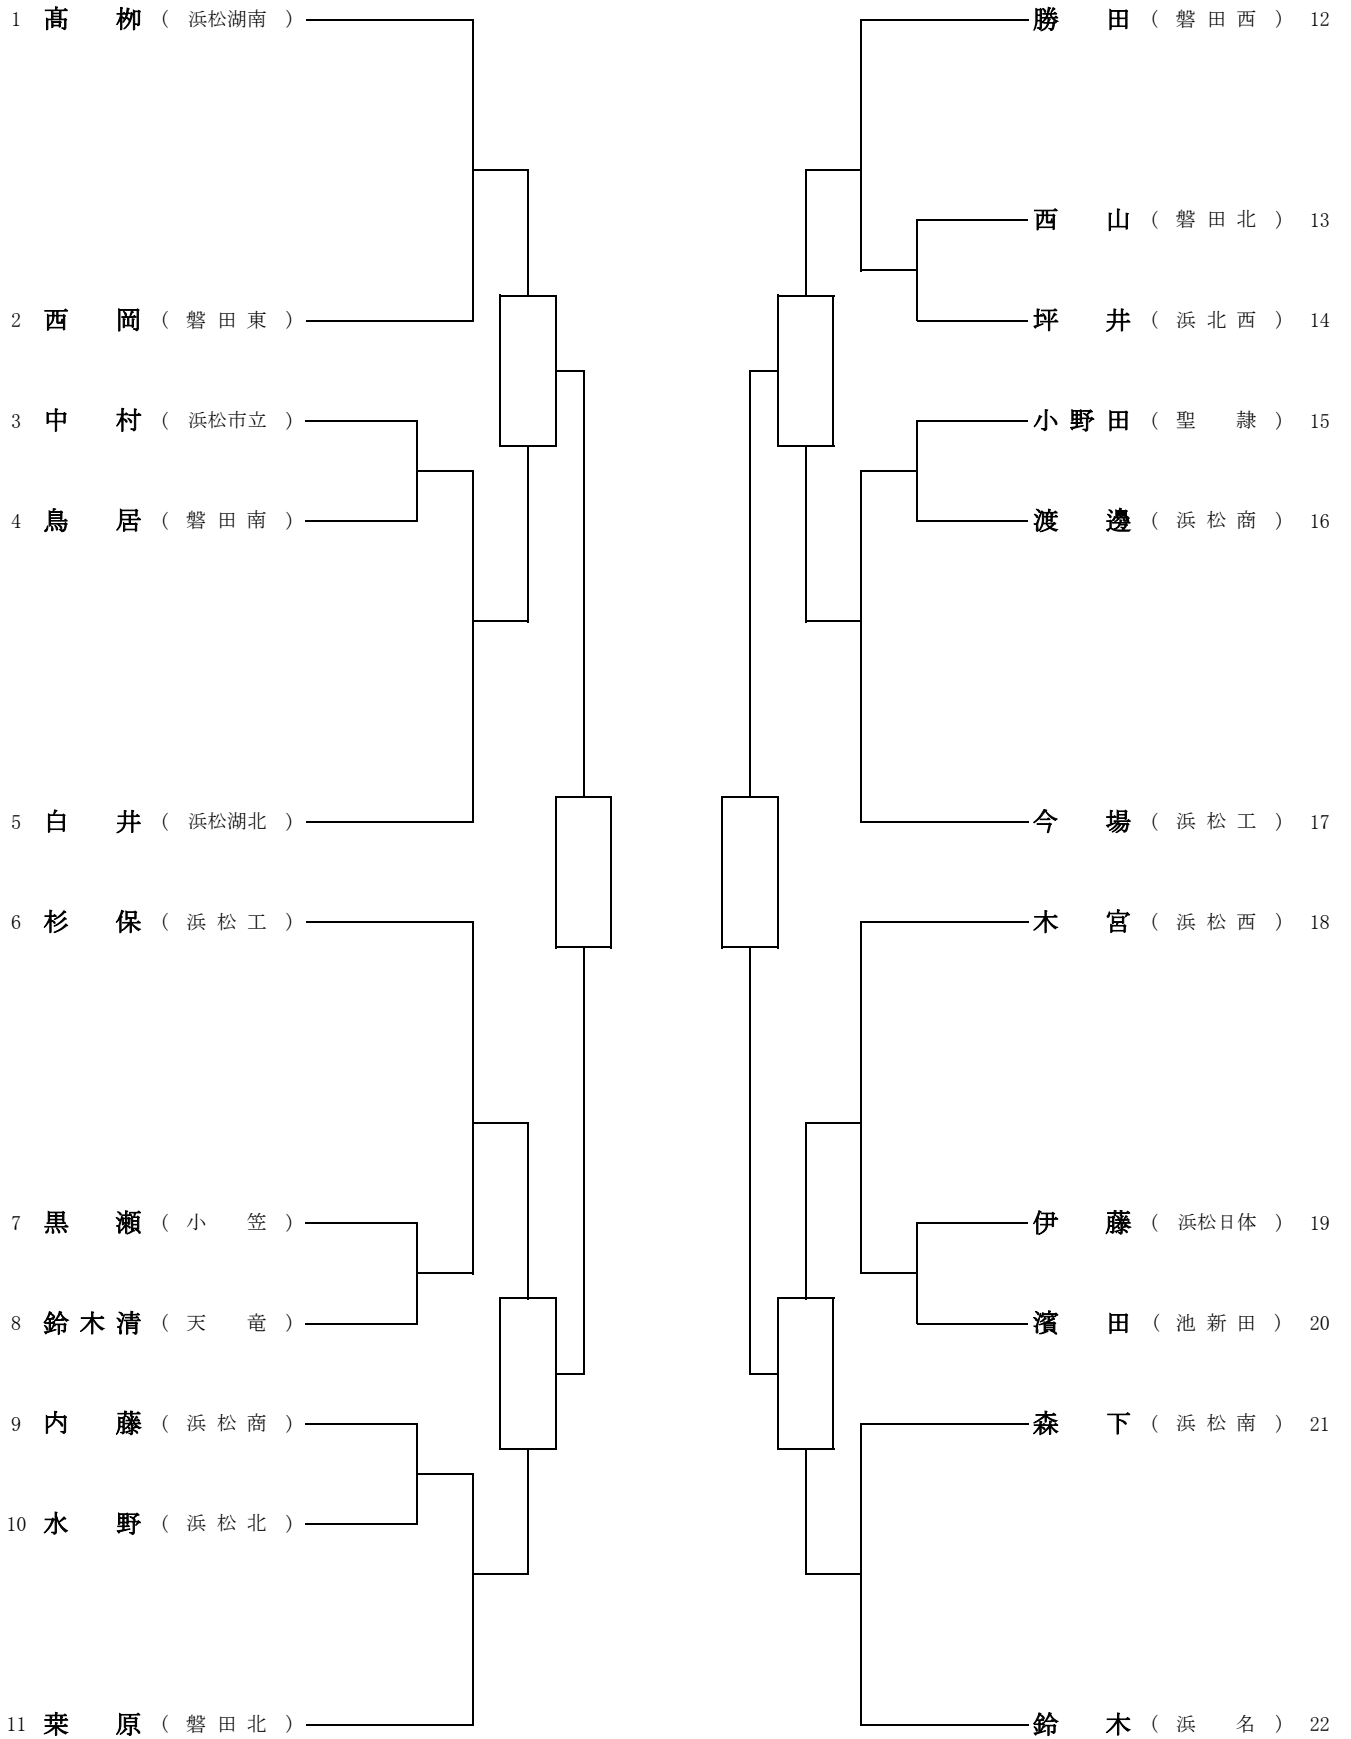 1 髙栁 ( 浜松湖南 )
2 西岡 ( 磐田東 )
3 中村 ( 浜松市立 )
4 鳥居 ( 磐田南 )
5 白井 ( 浜松湖北 )
6 杉保 ( 浜松工 )
7 黒瀬 ( 小笠 )
8 鈴木清 ( 天竜 )
9 内藤 ( 浜松商 )
10 水野 ( 浜松北 )
11 桒原 ( 磐田北 )
勝田 ( 磐田西 ) 12
西山 ( 磐田北 ) 13
坪井 ( 浜北西 ) 14
小野田 ( 聖隷 ) 15
渡邊 ( 浜松商 ) 16
今場 ( 浜松工 ) 17
木宮 ( 浜松西 ) 18
伊藤 ( 浜松日体 ) 19
濱田 ( 池新田 ) 20
森下 ( 浜松南 ) 21
鈴木 ( 浜名 ) 22